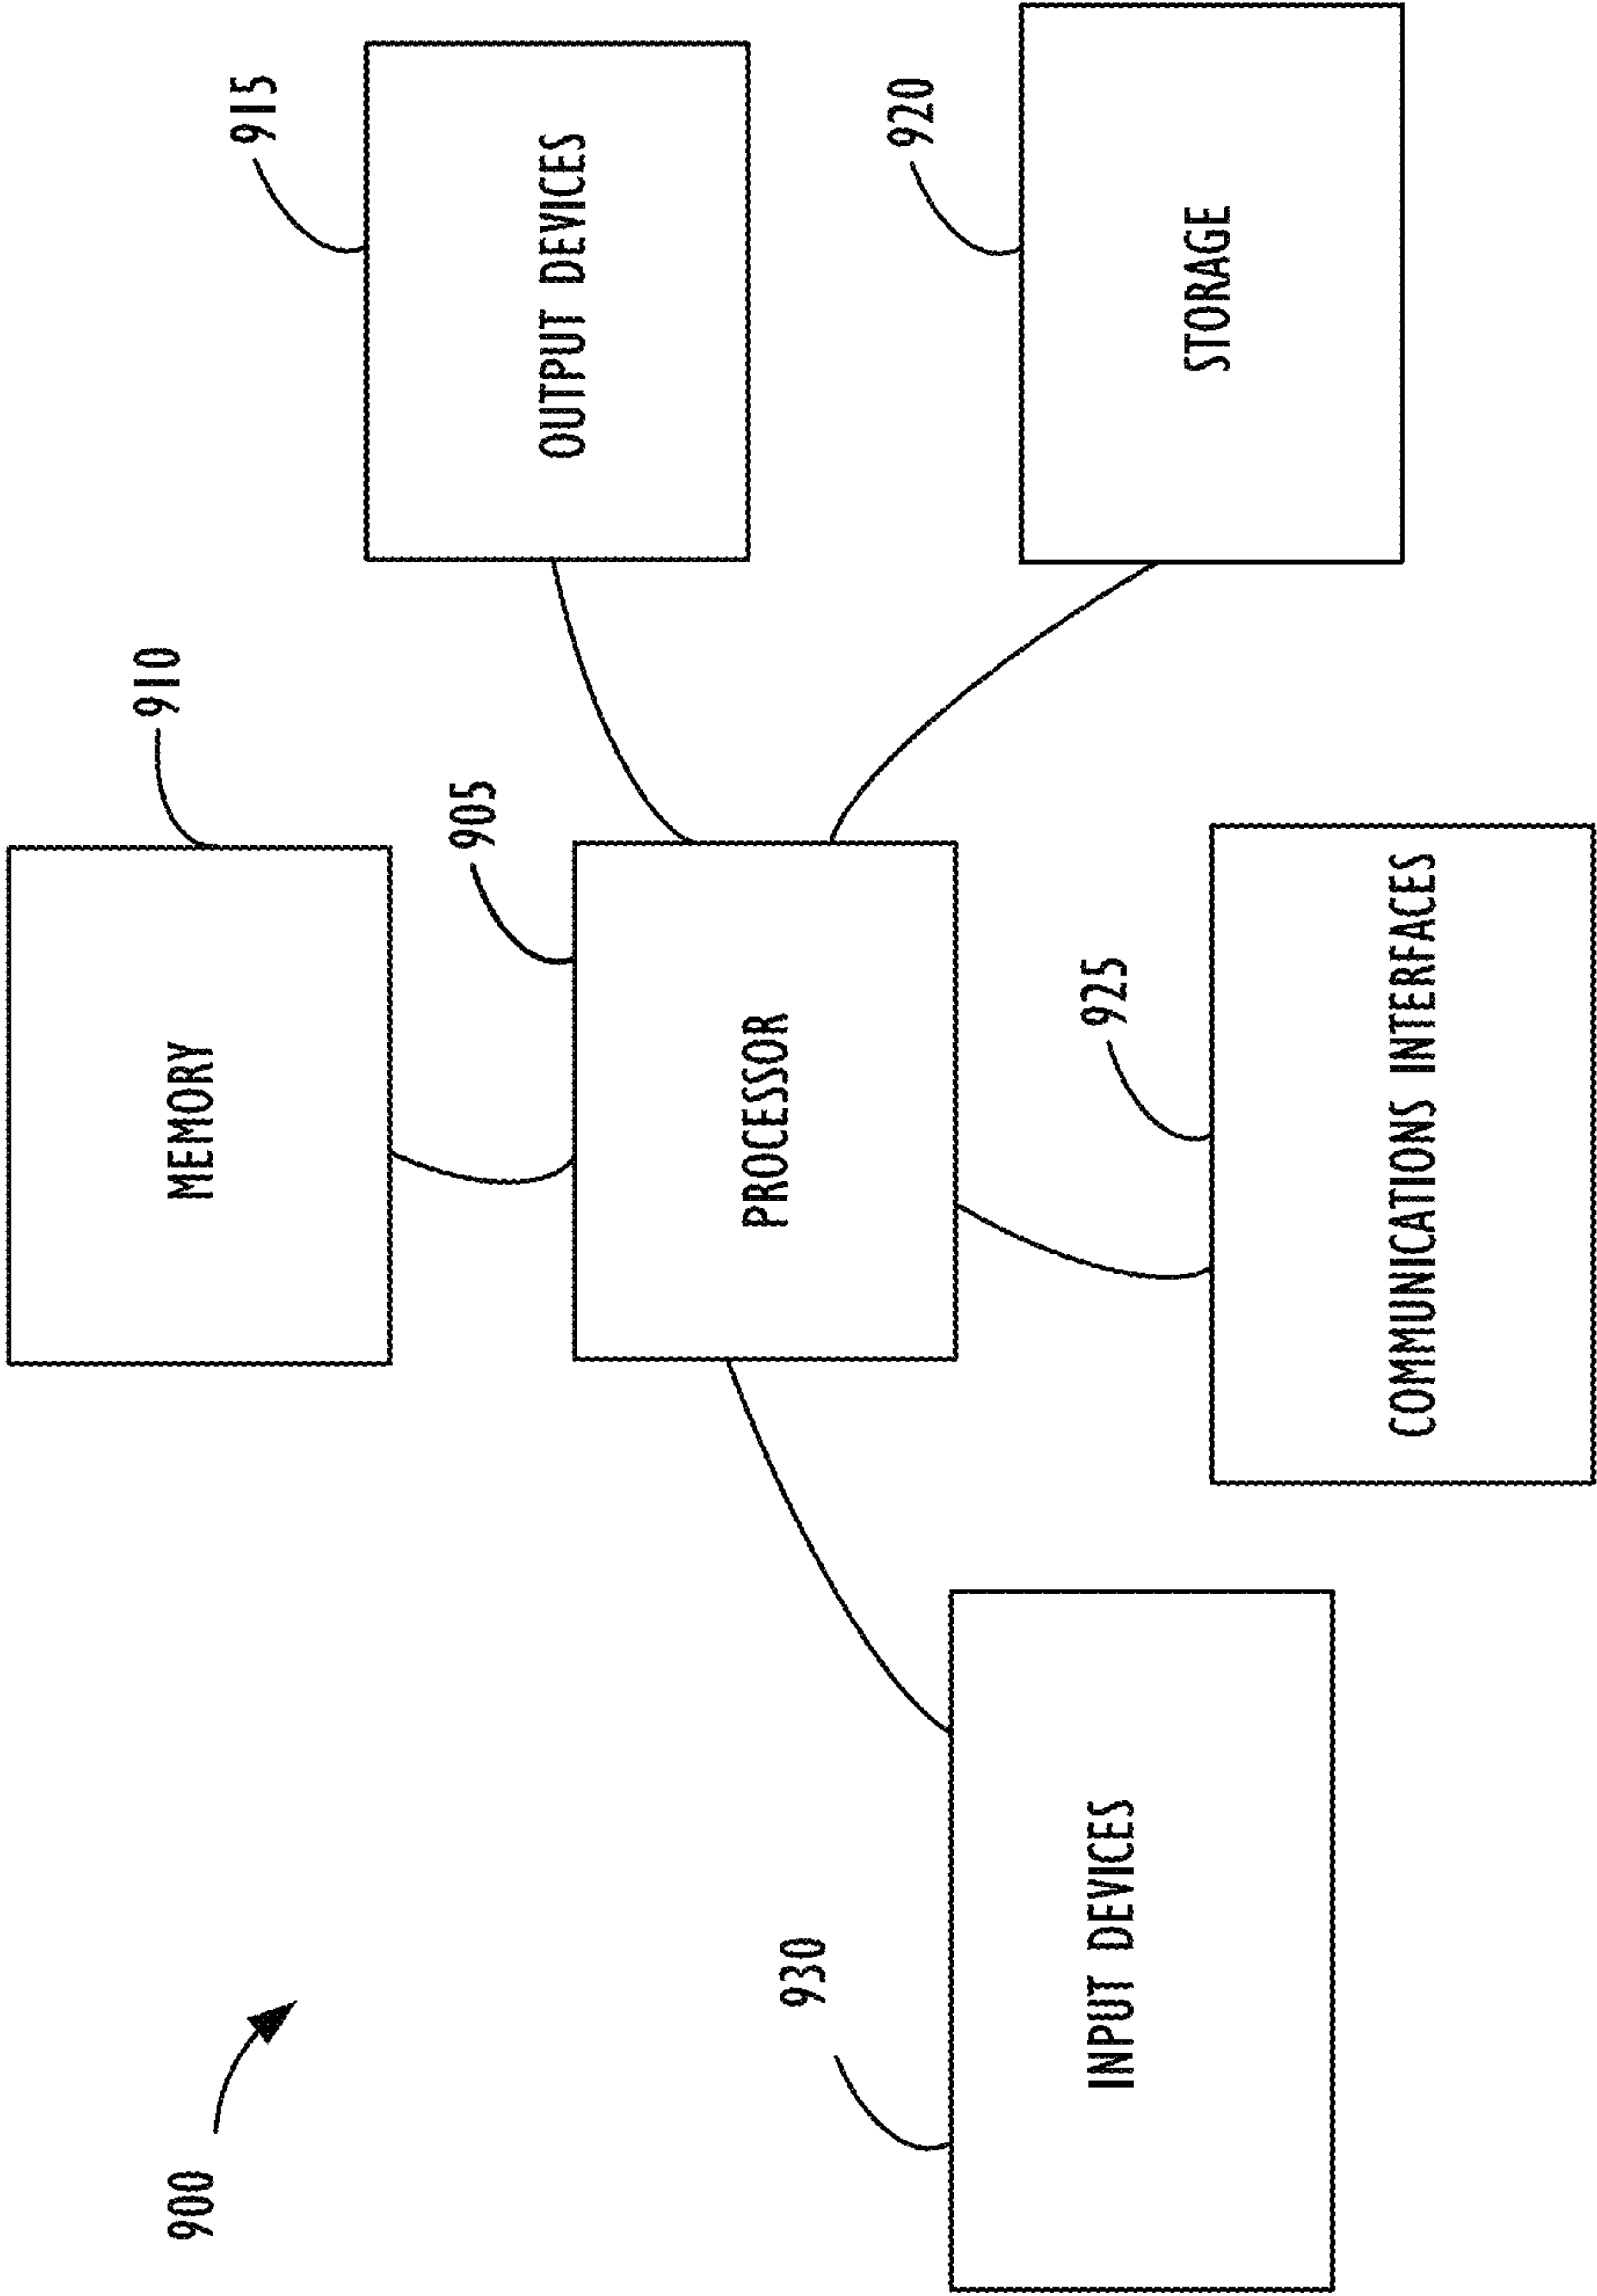 900
910
MEMORY
915
OUTPUT DEVICES
905
PROCESSOR
920
STORAGE
930
INPUT DEVICES
925
COMMUNICATIONS INTERFACES